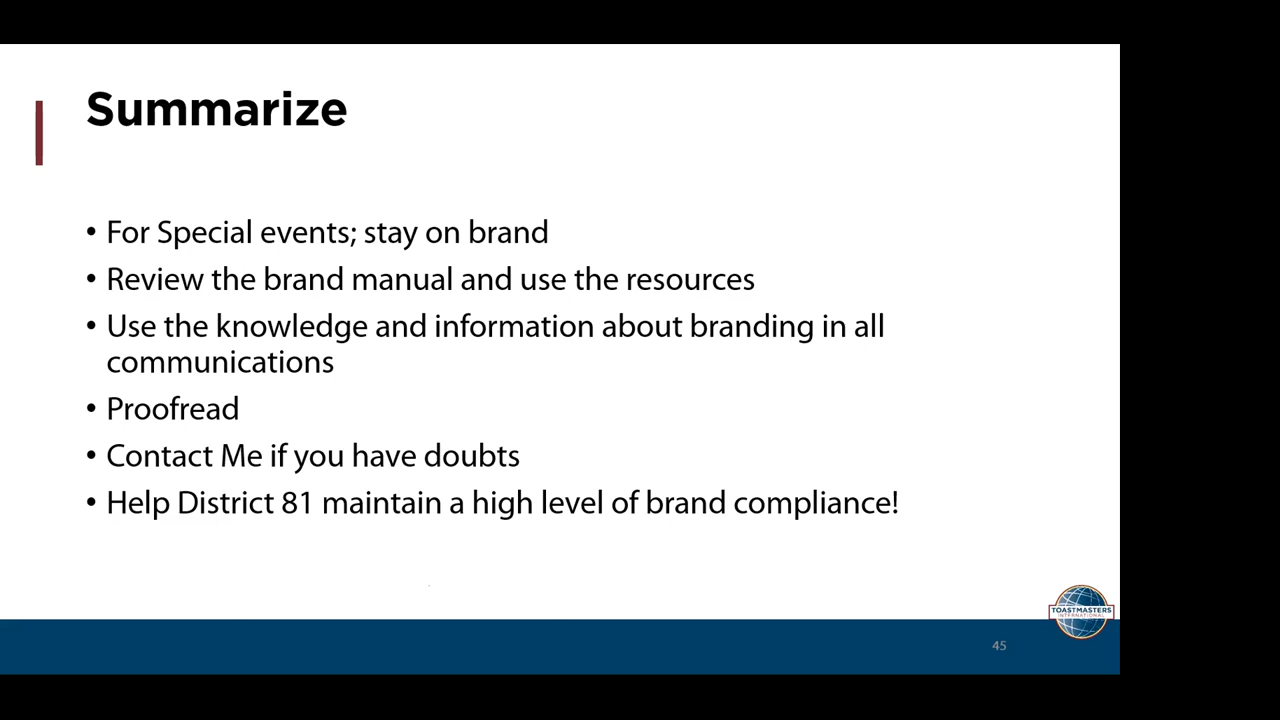 Summarize
• For Special events; stay on brand
• Review the brand manual and use the resources
• Use the knowledge and information about branding in all
communications
• Proofread
• Contact Me if you have doubts
• Help District 81 maintain a high level of brand compliance!
TOASTMASTERS
INTERNATIONAL
45